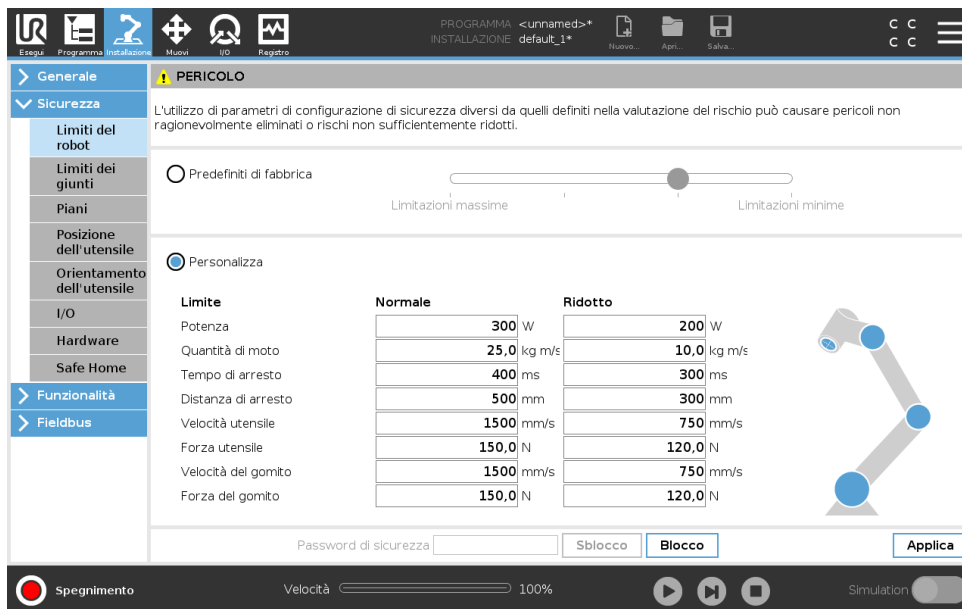 UR
PROGRAMMA <unnamed>*
INSTALLAZIONE default_1*
Esegui Programma Installazione Muovi I/O Registro Nuovo... Apri... Salva...
C C
C C
Generale
PERICOLO
Sicurezza
L'utilizzo di parametri di configurazione di sicurezza diversi da quelli definiti nella valutazione del rischio può causare pericoli non
ragionevolmente eliminati o rischi non sufficientemente ridotti.
Limiti del
robot
Limiti dei
giunti
Piani
Posizione
dell'utensile
Orientamento
dell'utensile
I/O
Hardware
Safe Home
Funzionalità
Fieldbus
Predefiniti di fabbrica
Limitazioni massime Limitazioni minime
Personalizza
Limite Normale Ridotto
Potenza 300 W 200 W
Quantità di moto 25,0 kg m/s 10,0 kg m/s
Tempo di arresto 400 ms 300 ms
Distanza di arresto 500 mm 300 mm
Velocità utensile 1500 mm/s 750 mm/s
Forza utensile 150,0 N 120,0 N
Velocità del gomito 1500 mm/s 750 mm/s
Forza del gomito 150,0 N 120,0 N
Password di sicurezza Sblocco Blocco Applica
Spegnimento Velocità 100% Simulation